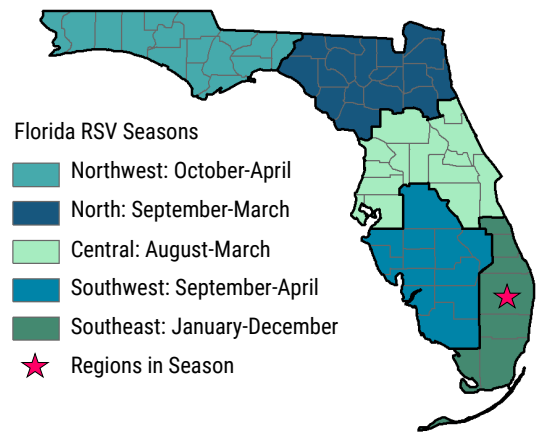 Florida RSV Seasons
Northwest: October-April
North: September-March
Central: August-March
Southwest: September-April
Southeast: January-December
Regions in Season